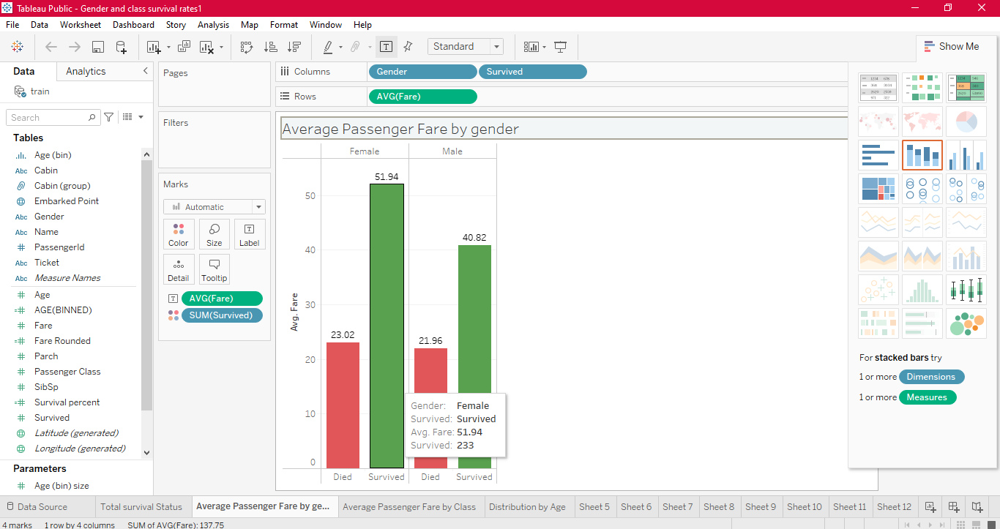 Tableau Public - Gender and class survival rates1
File Data Worksheet Dashboard Story Analysis Map Format Window Help
Standard
Show Me
Data Analytics
train
Search
Tables
Age (bin)
Abc Cabin
Cabin (group)
Embarked Point
Abc Gender
Abc Name
PassengerId
Abc Ticket
Abc Measure Names
Age
AGE(BINNED)
Fare
Fare Rounded
Parch
Passenger Class
SibSp
Survival percent
Survived
Latitude (generated)
Longitude (generated)
Parameters
Age (bin) size
Pages
Filters
Marks
Automatic
Color Size Label
Detail Tooltip
AVG(Fare)
SUM(Survived)
Columns Gender Survived
Rows AVG(Fare)
Average Passenger Fare by gender
Female Male
51.94
50
40.82
40
30
23.02
21.96
20
10
0
Avg. Fare
Died Survived Died Survived
Gender: Female
Survived: Survived
Avg. Fare: 51.94
Survived: 233
For stacked bars try
1 or more Dimensions
1 or more Measures
Data Source Total survival Status Average Passenger Fare by ge... Average Passenger Fare by Class Distribution by Age Sheet 5 Sheet 6 Sheet 7 Sheet 8 Sheet 9 Sheet 10 Sheet 11 Sheet 12
4 marks 1 row by 4 columns SUM of AVG(Fare): 137.75